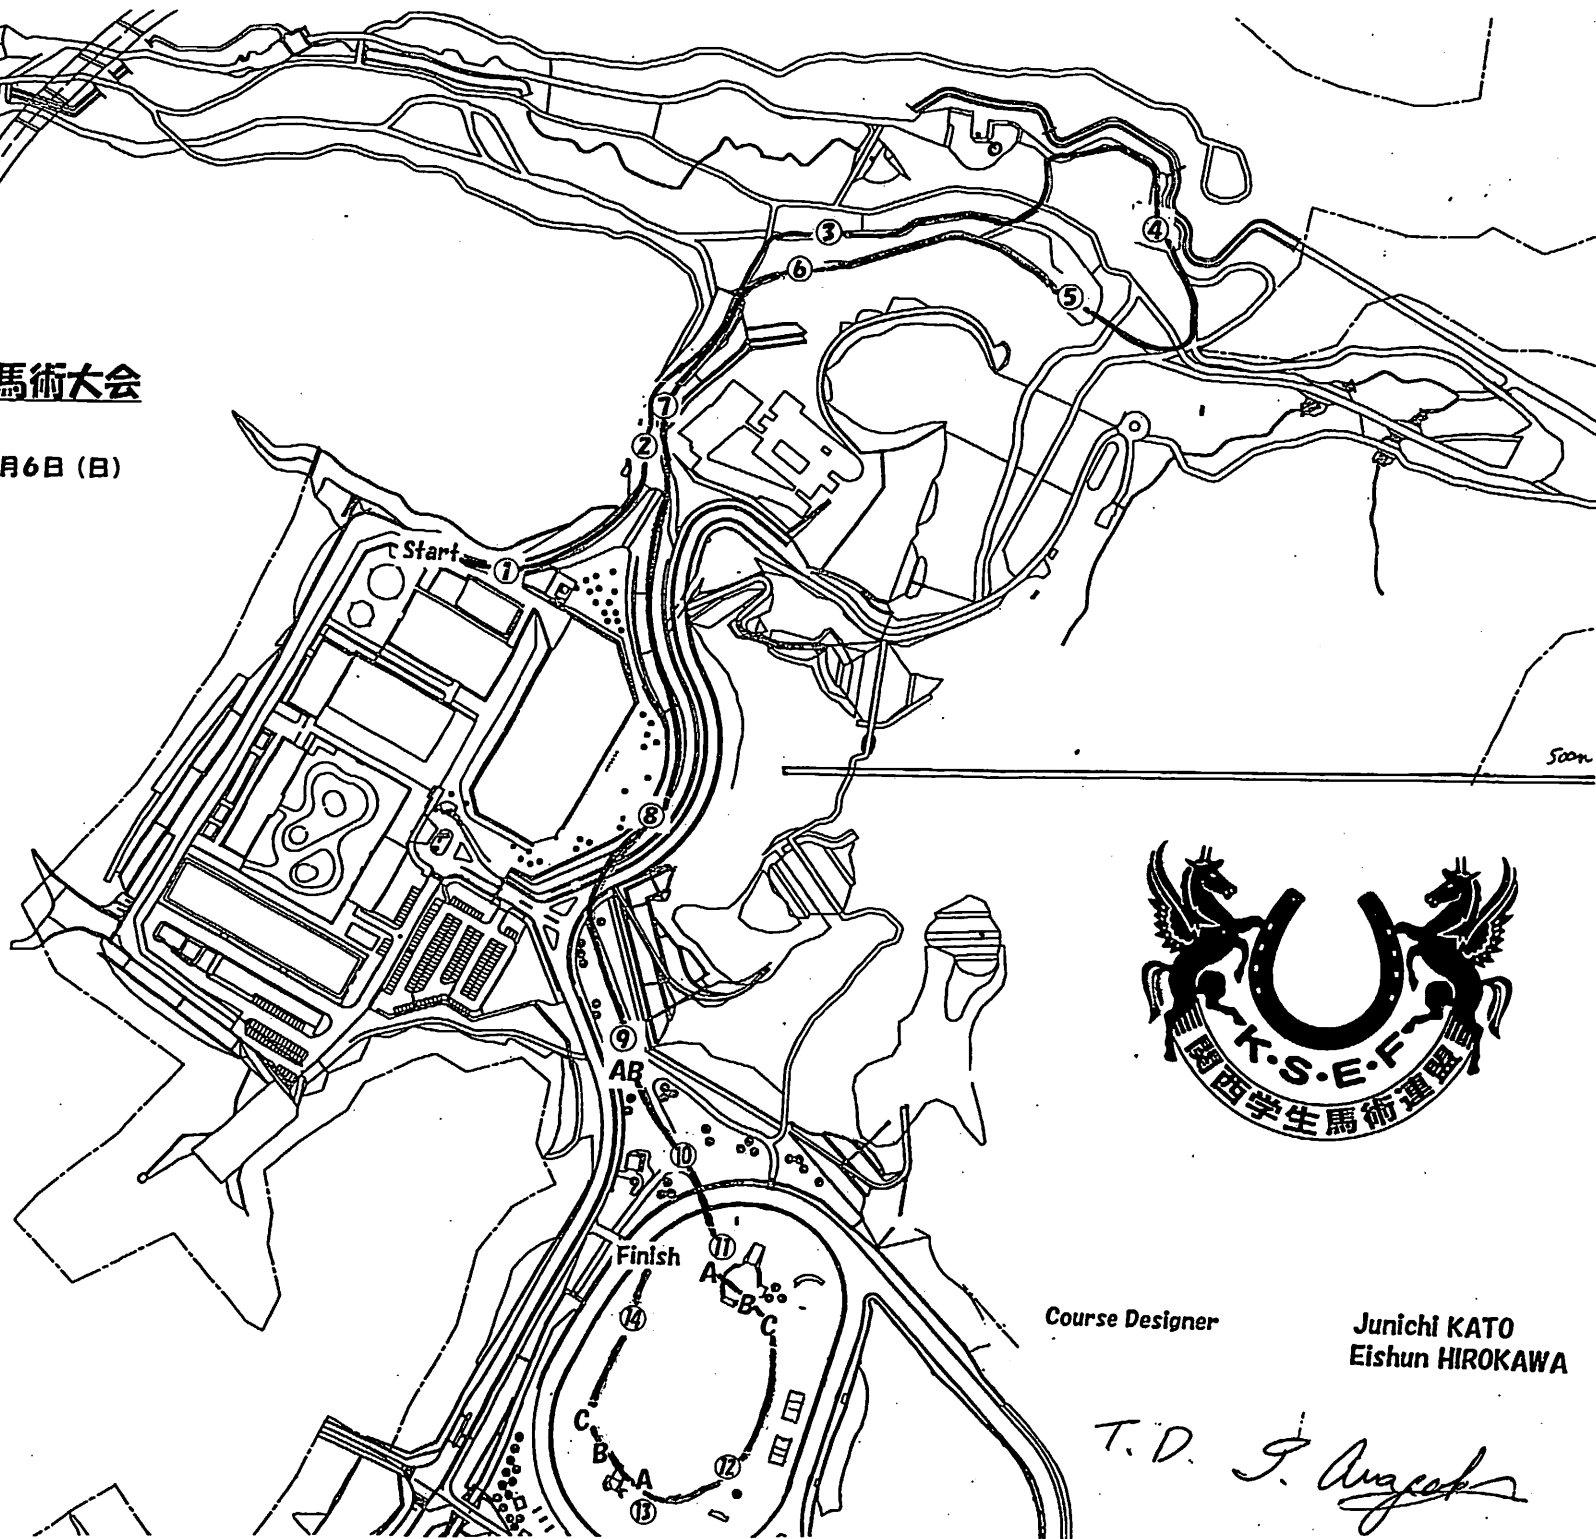 馬術大会
月6日（日）
3
6
4
5
7
2
Start
1
500m
8
9
AB
10
11
A
B
C
Finish
14
C
B
A
12
13
K・S・E・F
関西学生馬術連盟
Course Designer
Junichi KATO
Eishun HIROKAWA
T.D.